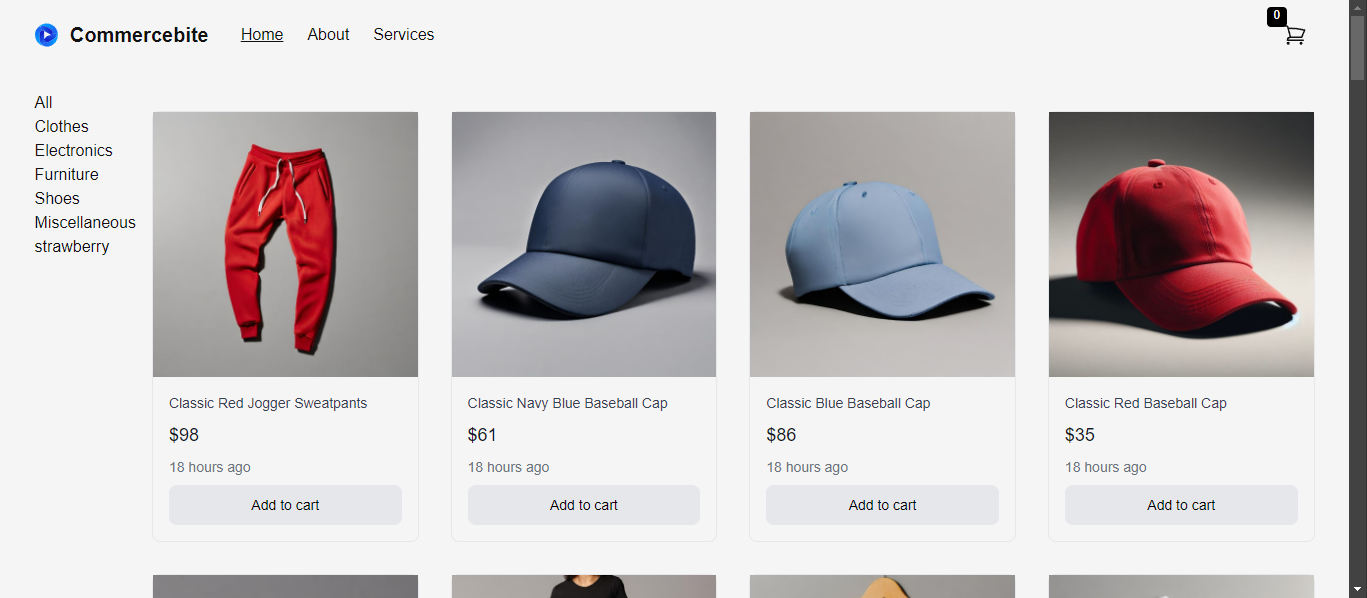 Commercebite Home About Services 0
All
Clothes
Electronics
Furniture
Shoes
Miscellaneous
strawberry
Classic Red Jogger Sweatpants
$98
18 hours ago
Add to cart
Classic Navy Blue Baseball Cap
$61
18 hours ago
Add to cart
Classic Blue Baseball Cap
$86
18 hours ago
Add to cart
Classic Red Baseball Cap
$35
18 hours ago
Add to cart